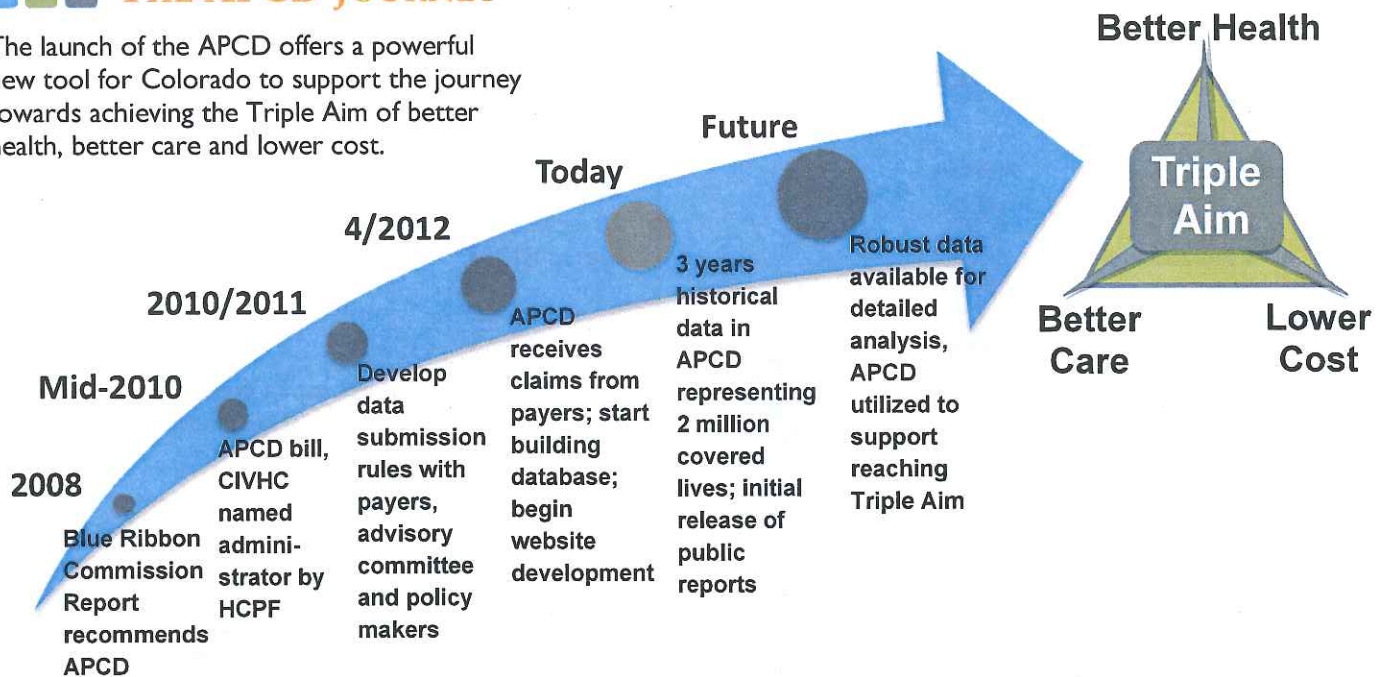 THE APCD JOURNEY
The launch of the APCD offers a powerful
new tool for Colorado to support the journey
towards achieving the Triple Aim of better
health, better care and lower cost.
2008
Blue Ribbon
Commission
Report
recommends
APCD
Mid-2010
APCD bill,
CIVHC
named
admini-
strator by
HCPF
2010/2011
Develop
data
submission
rules with
payers,
advisory
committee
and policy
makers
4/2012
APCD
receives
claims from
payers; start
building
database;
begin
website
development
Today
3 years
historical
data in
APCD
representing
2 million
covered
lives; initial
release of
public
reports
Future
Robust data
available for
detailed
analysis,
APCD
utilized to
support
reaching
Triple Aim
Better Health
Triple
Aim
Better
Care
Lower
Cost